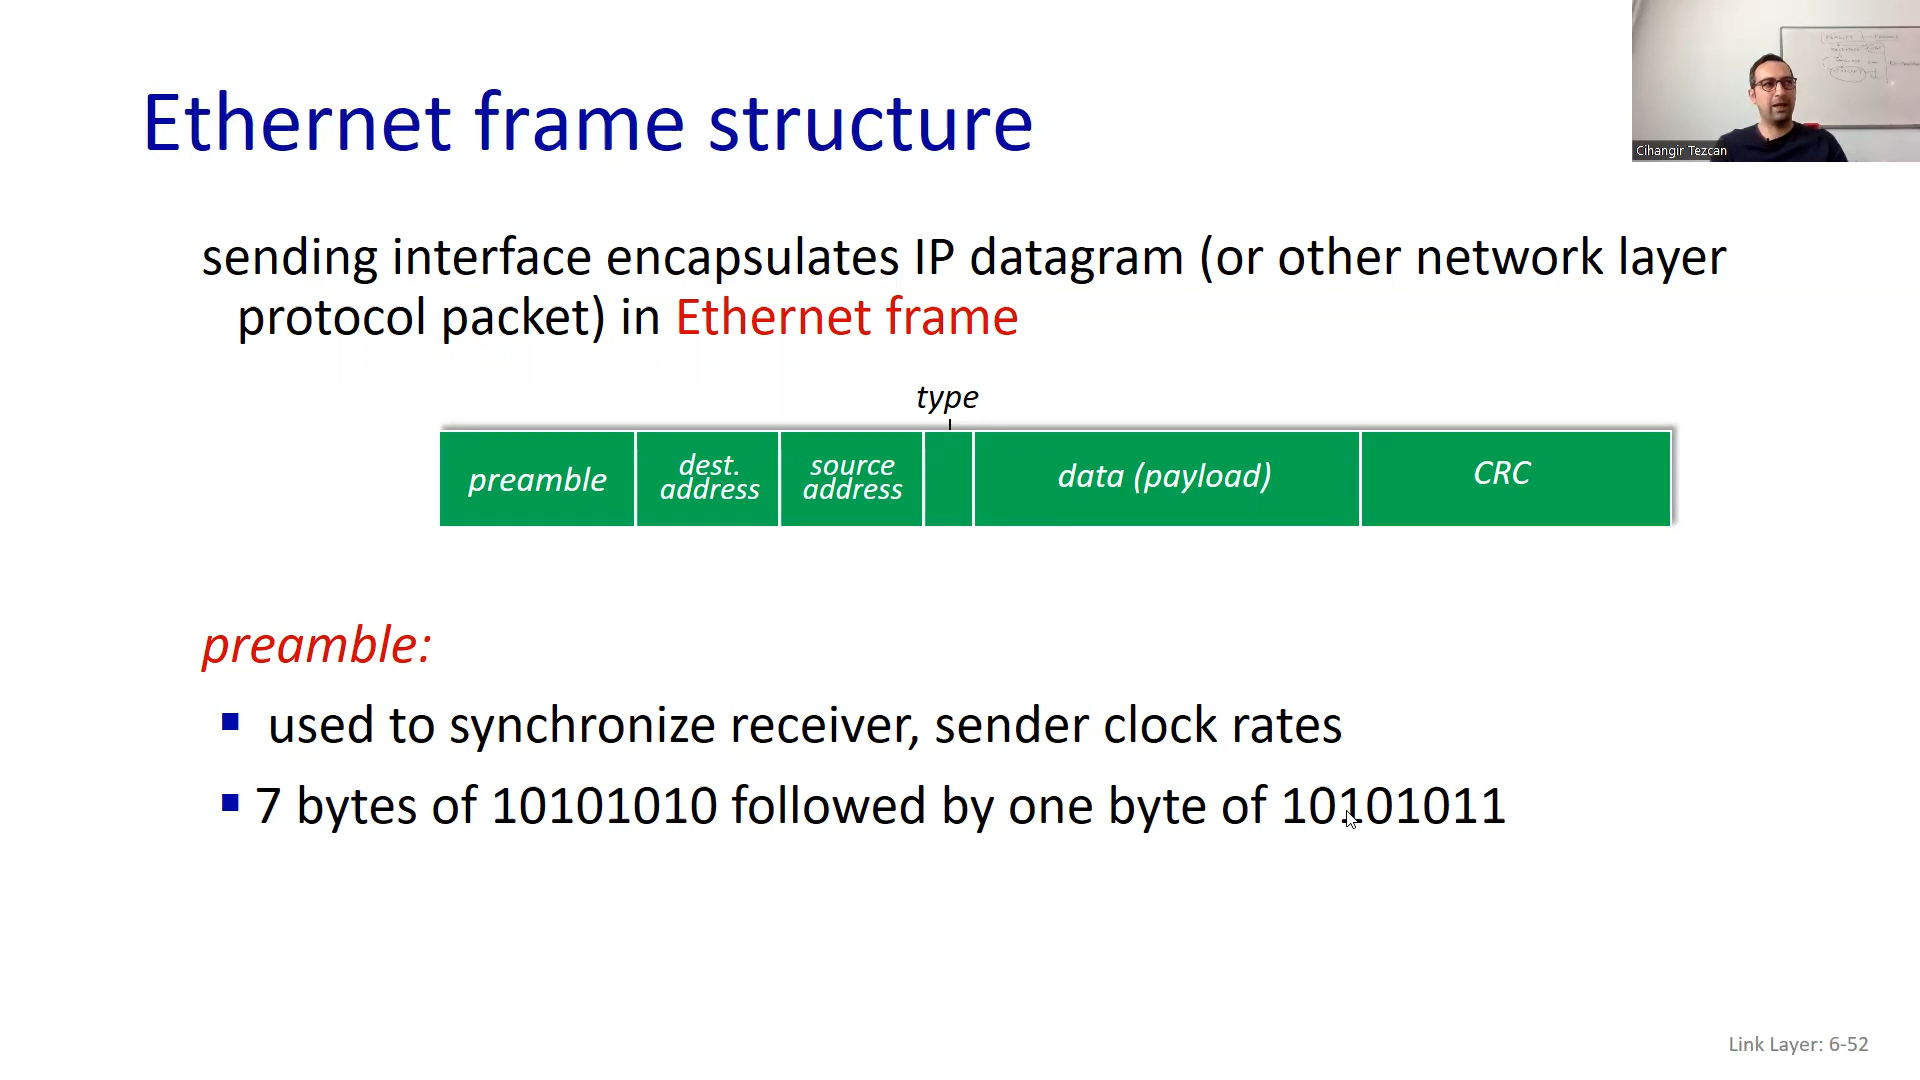 Ethernet frame structure
Cihangir Tezcan
sending interface encapsulates IP datagram (or other network layer
protocol packet) in Ethernet frame
type
preamble
dest.
address
source
address
data (payload)
CRC
preamble:
used to synchronize receiver, sender clock rates
7 bytes of 10101010 followed by one byte of 10101011
Link Layer: 6-52